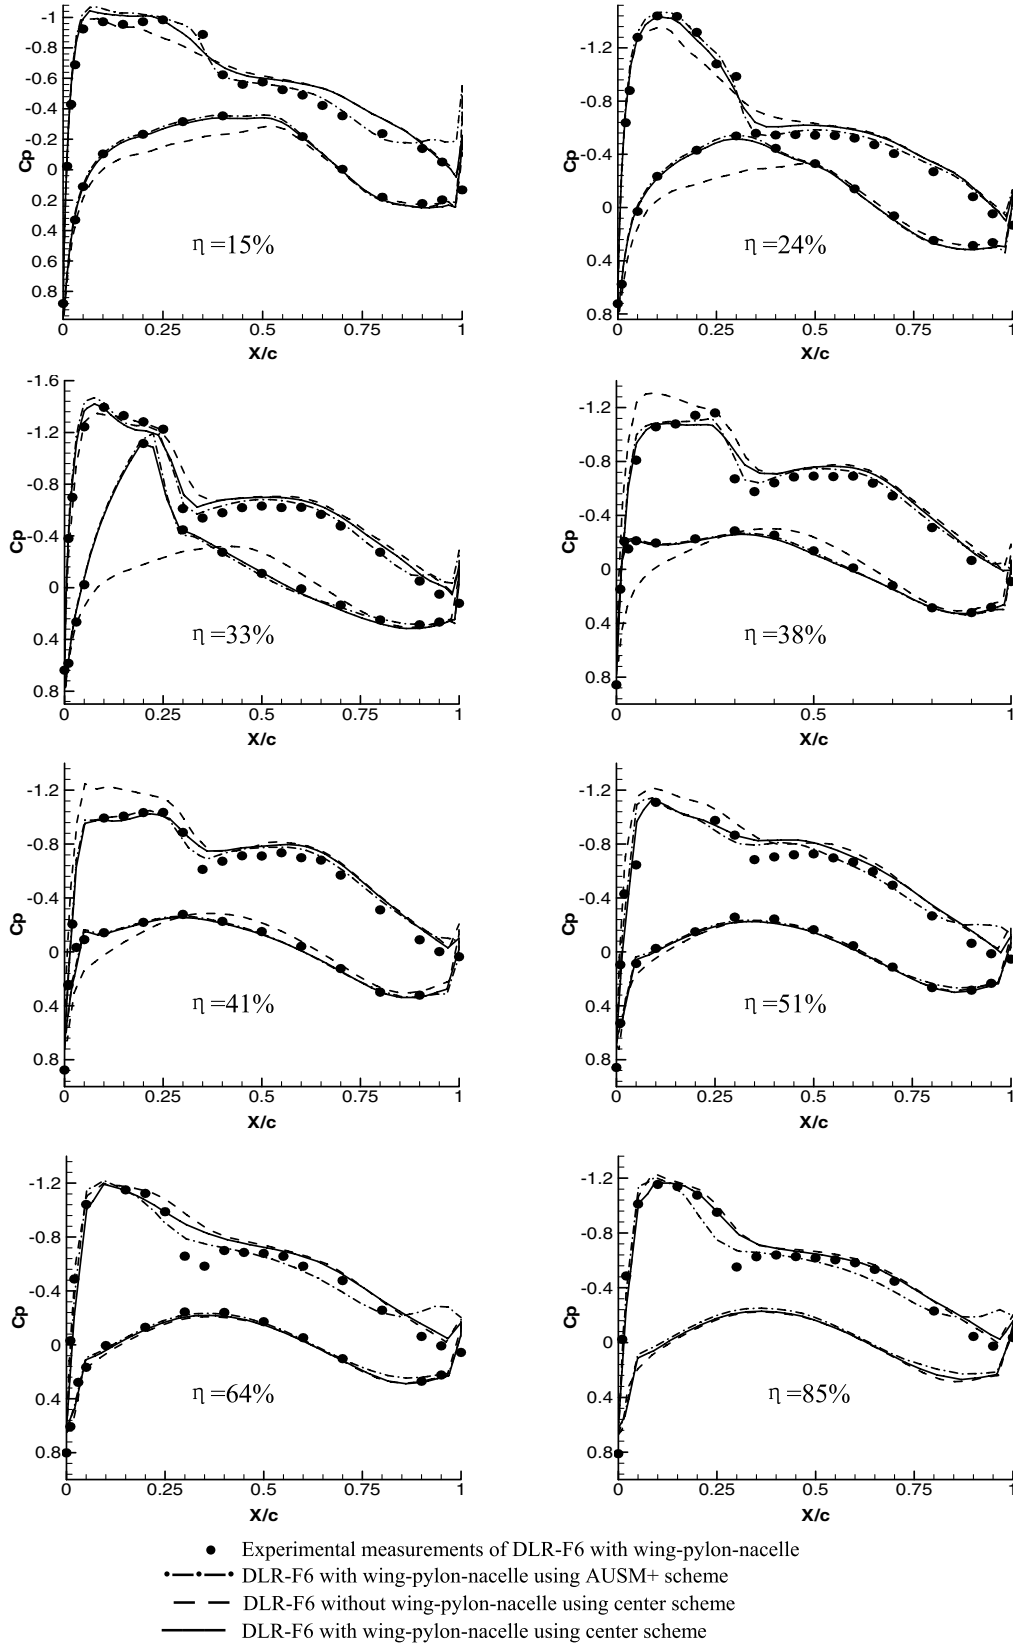 -1
-0.8
-0.6
-0.4
-0.2
0
0.2
0.4
0.6
0.8
Cp
η=15%
0 0.25 0.5 0.75 1
X/c
-1.2
-0.8
-0.4
0
0.4
0.8
Cp
η=24%
0 0.25 0.5 0.75 1
X/c
-1.6
-1.2
-0.8
-0.4
0
0.4
0.8
Cp
η=33%
0 0.25 0.5 0.75 1
X/c
-1.2
-0.8
-0.4
0
0.4
0.8
Cp
η=38%
0 0.25 0.5 0.75 1
X/c
-1.2
-0.8
-0.4
0
0.4
0.8
Cp
η=41%
0 0.25 0.5 0.75 1
X/c
-1.2
-0.8
-0.4
0
0.4
0.8
Cp
η=51%
0 0.25 0.5 0.75 1
X/c
-1.2
-0.8
-0.4
0
0.4
0.8
Cp
η=64%
0 0.25 0.5 0.75 1
X/c
-1.2
-0.8
-0.4
0
0.4
0.8
Cp
η=85%
0 0.25 0.5 0.75 1
X/c
Experimental measurements of DLR-F6 with wing-pylon-nacelle
DLR-F6 with wing-pylon-nacelle using AUSM+ scheme
DLR-F6 without wing-pylon-nacelle using center scheme
DLR-F6 with wing-pylon-nacelle using center scheme